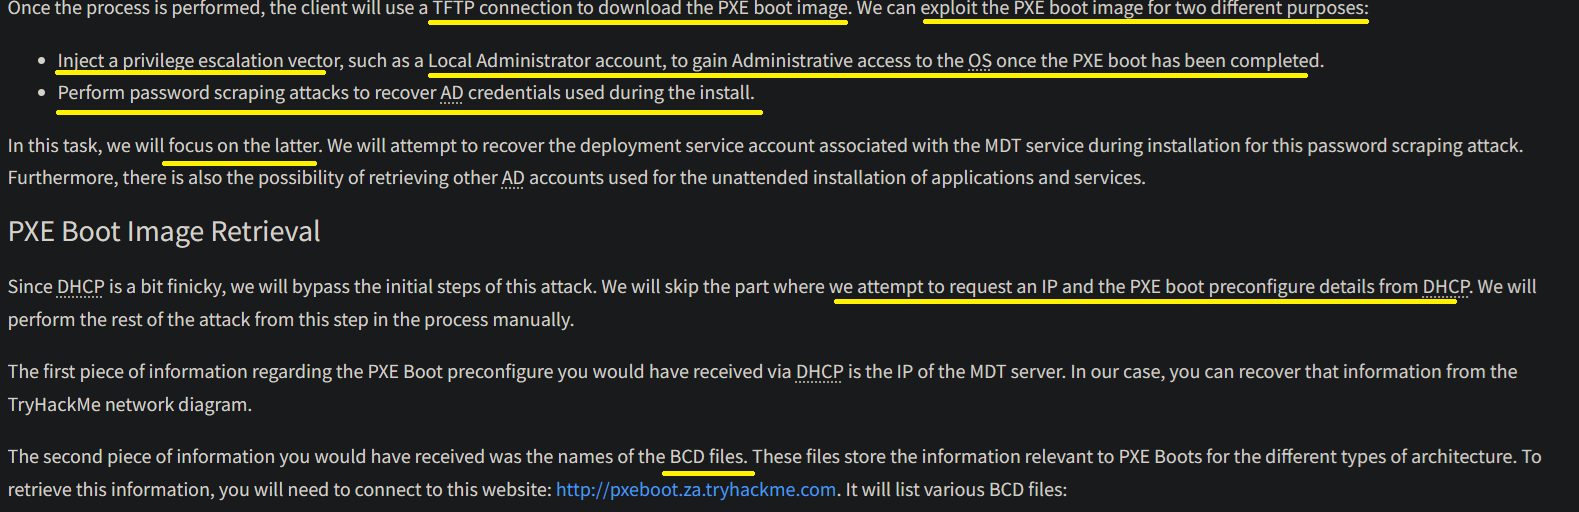 Once the process is performed, the client will use a TFTP connection to download the PXE boot image. We can exploit the PXE boot image for two different purposes:
• Inject a privilege escalation vector, such as a Local Administrator account, to gain Administrative access to the OS once the PXE boot has been completed.
• Perform password scraping attacks to recover AD credentials used during the install.
In this task, we will focus on the latter. We will attempt to recover the deployment service account associated with the MDT service during installation for this password scraping attack.
Furthermore, there is also the possibility of retrieving other AD accounts used for the unattended installation of applications and services.
PXE Boot Image Retrieval
Since DHCP is a bit finicky, we will bypass the initial steps of this attack. We will skip the part where we attempt to request an IP and the PXE boot preconfigure details from DHCP. We will
perform the rest of the attack from this step in the process manually.
The first piece of information regarding the PXE Boot preconfigure you would have received via DHCP is the IP of the MDT server. In our case, you can recover that information from the
TryHackMe network diagram.
The second piece of information you would have received was the names of the BCD files. These files store the information relevant to PXE Boots for the different types of architecture. To
retrieve this information, you will need to connect to this website: http://pxeboot.za.tryhackme.com. It will list various BCD files: